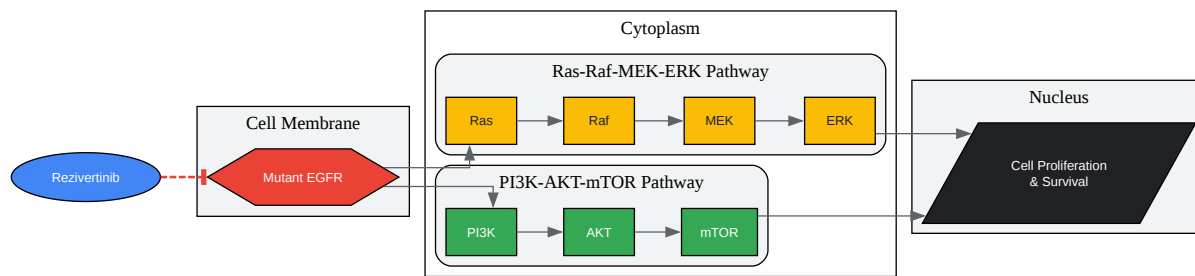 Cytoplasm
Ras-Raf-MEK-ERK Pathway
Ras
Raf
MEK
ERK
Cell Membrane
Rezivertinib
Mutant EGFR
PI3K-AKT-mTOR Pathway
PI3K
AKT
mTOR
Nucleus
Cell Proliferation
& Survival